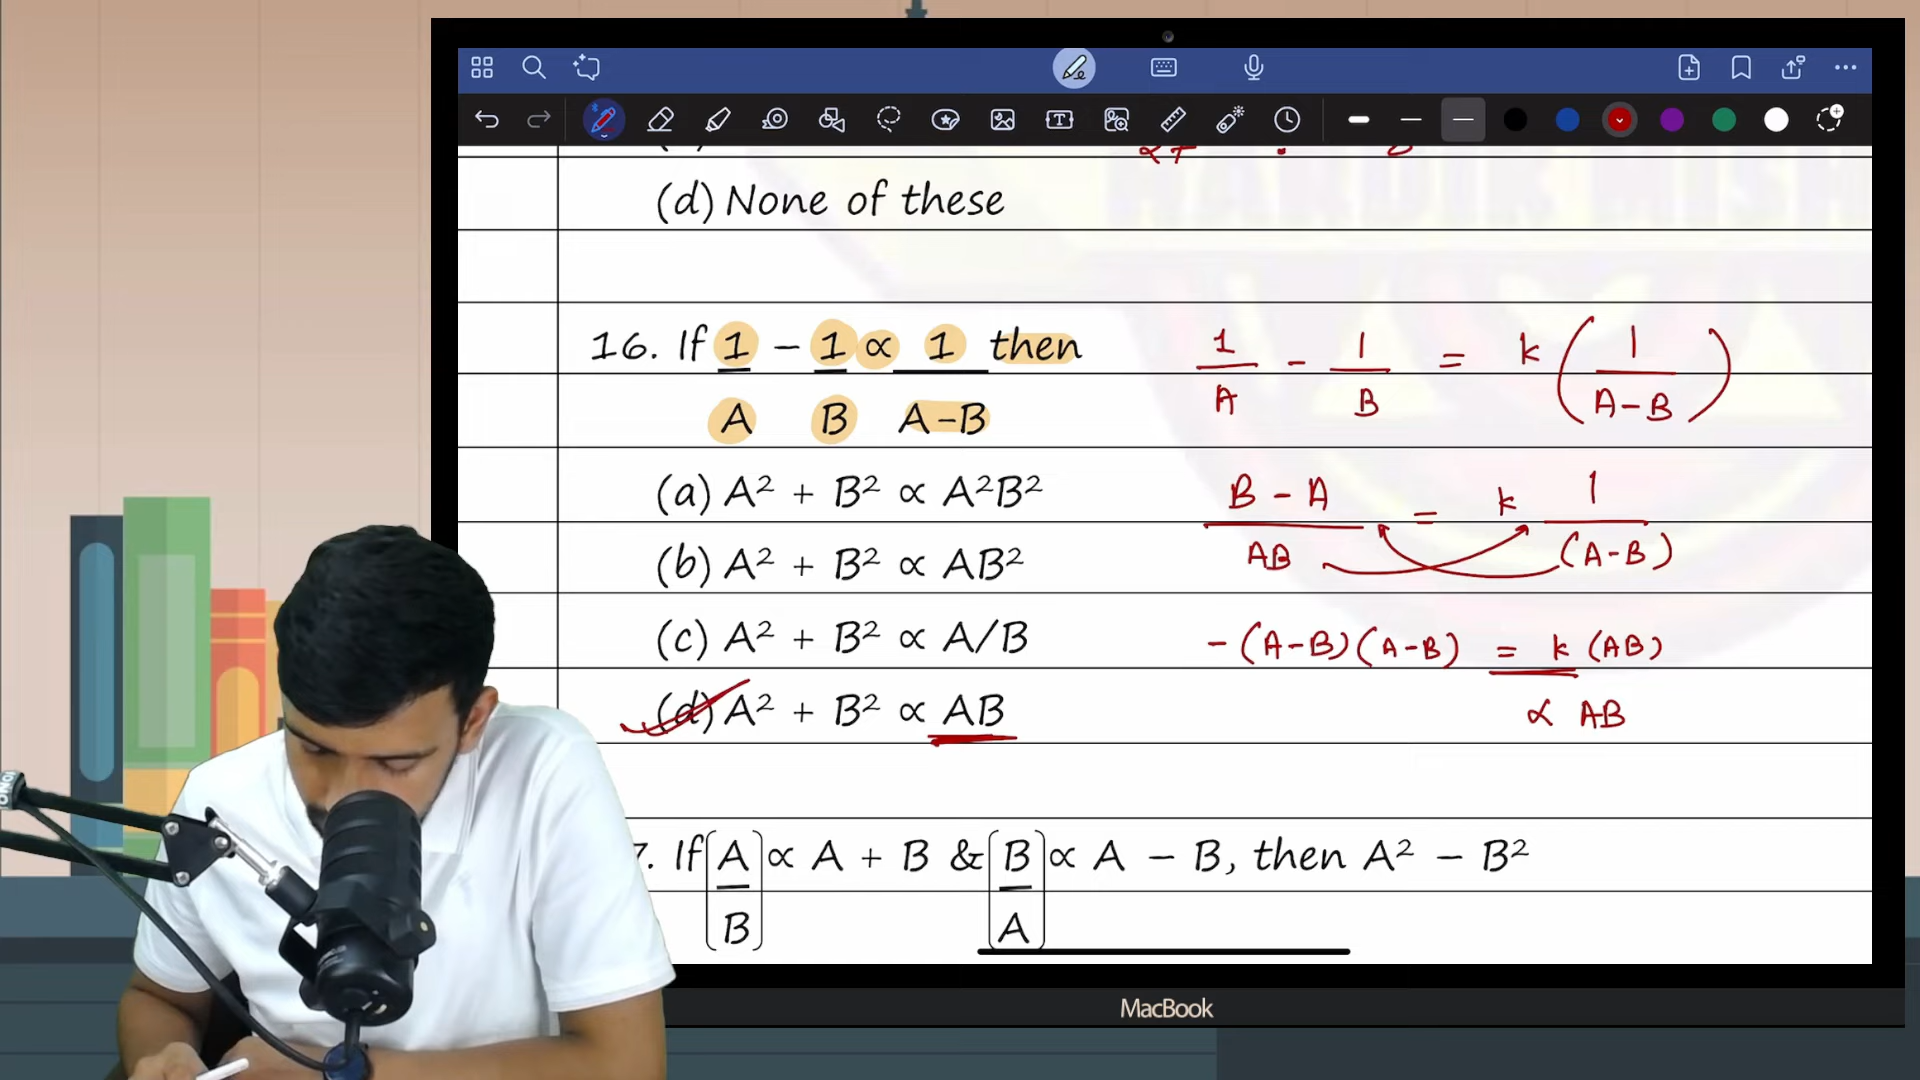 (d) None of these
16. If 1 − 1 ∝ 1 then
A B A−B
(a) A² + B² ∝ A²B²
(b) A² + B² ∝ AB²
(c) A² + B² ∝ A/B
(d) A² + B² ∝ AB
1/A - 1/B = k (1/A-B)
B - A / AB = k 1/(A-B)
-(A-B)(A-B) = k (AB)
∝ AB
7. If [A/B] ∝ A + B & [B/A] ∝ A − B, then A² − B²
MacBook